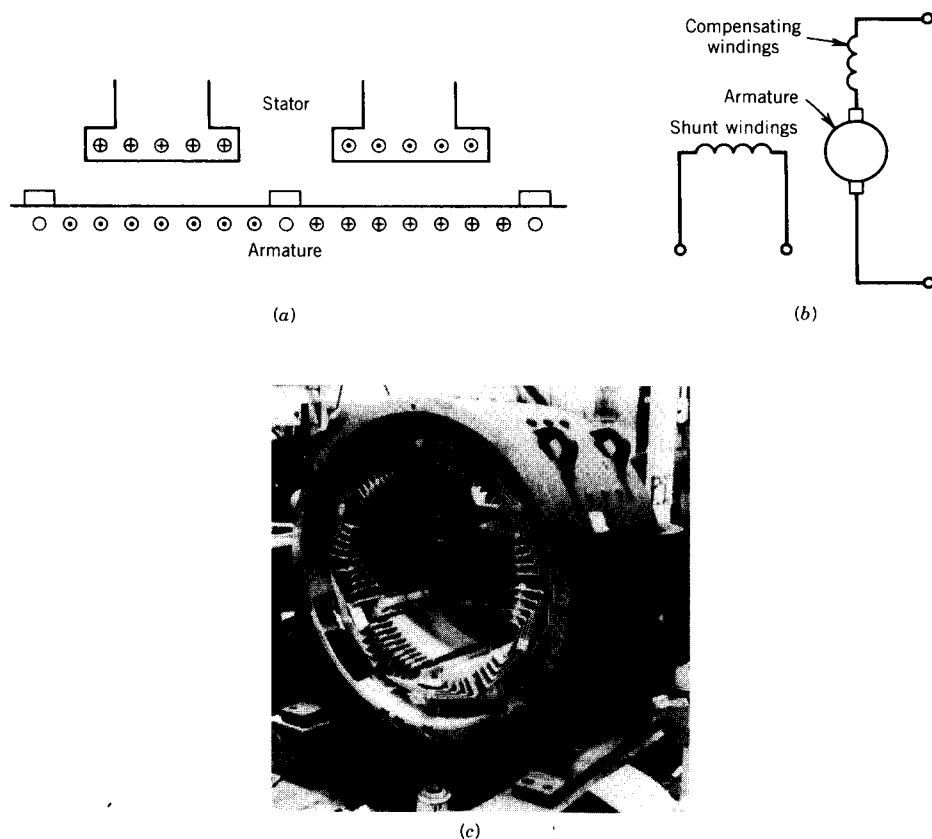 Stator
Armature
(a)
Compensating
windings
Armature
Shunt windings
(b)
(c)